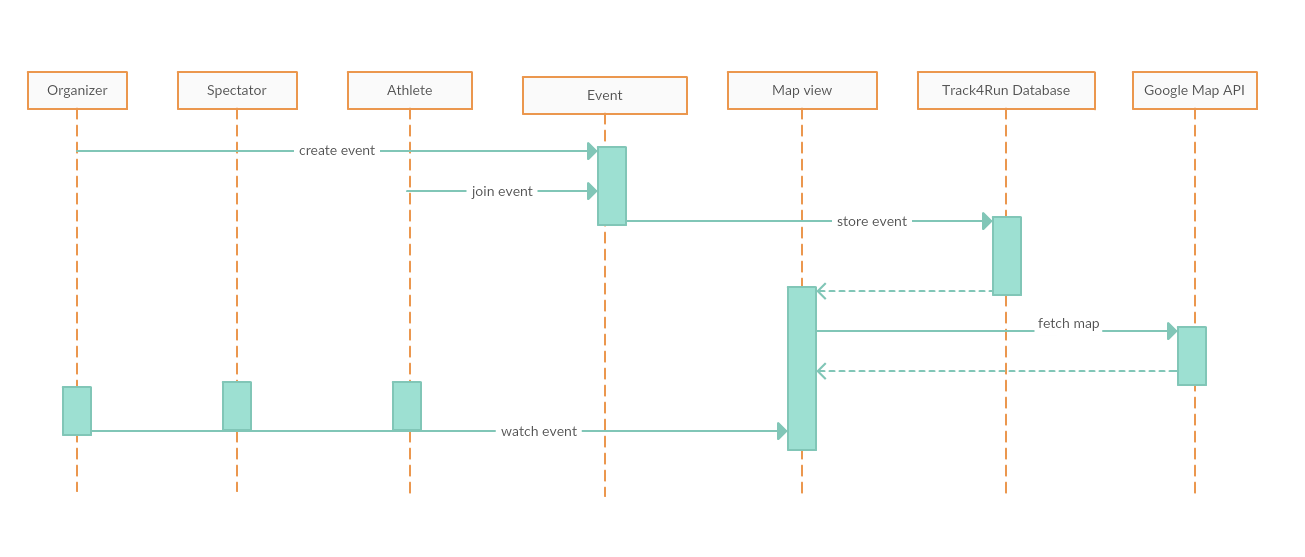 Organizer
Spectator
Athlete
Event
Map view
Track4Run Database
Google Map API
create event
join event
store event
fetch map
watch event